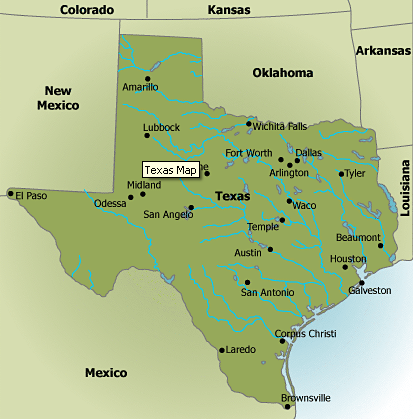 Colorado
Kansas
Arkansas
Oklahoma
New
Mexico
Amarillo
Lubbock
Wichita Falls
Fort Worth
Dallas
Arlington
Texas Map
Tyler
Louisiana
El Paso
Midland
Odessa
San Angelo
Texas
Waco
Temple
Beaumont
Austin
Houston
San Antonio
Galveston
Corpus Christi
Laredo
Mexico
Brownsville